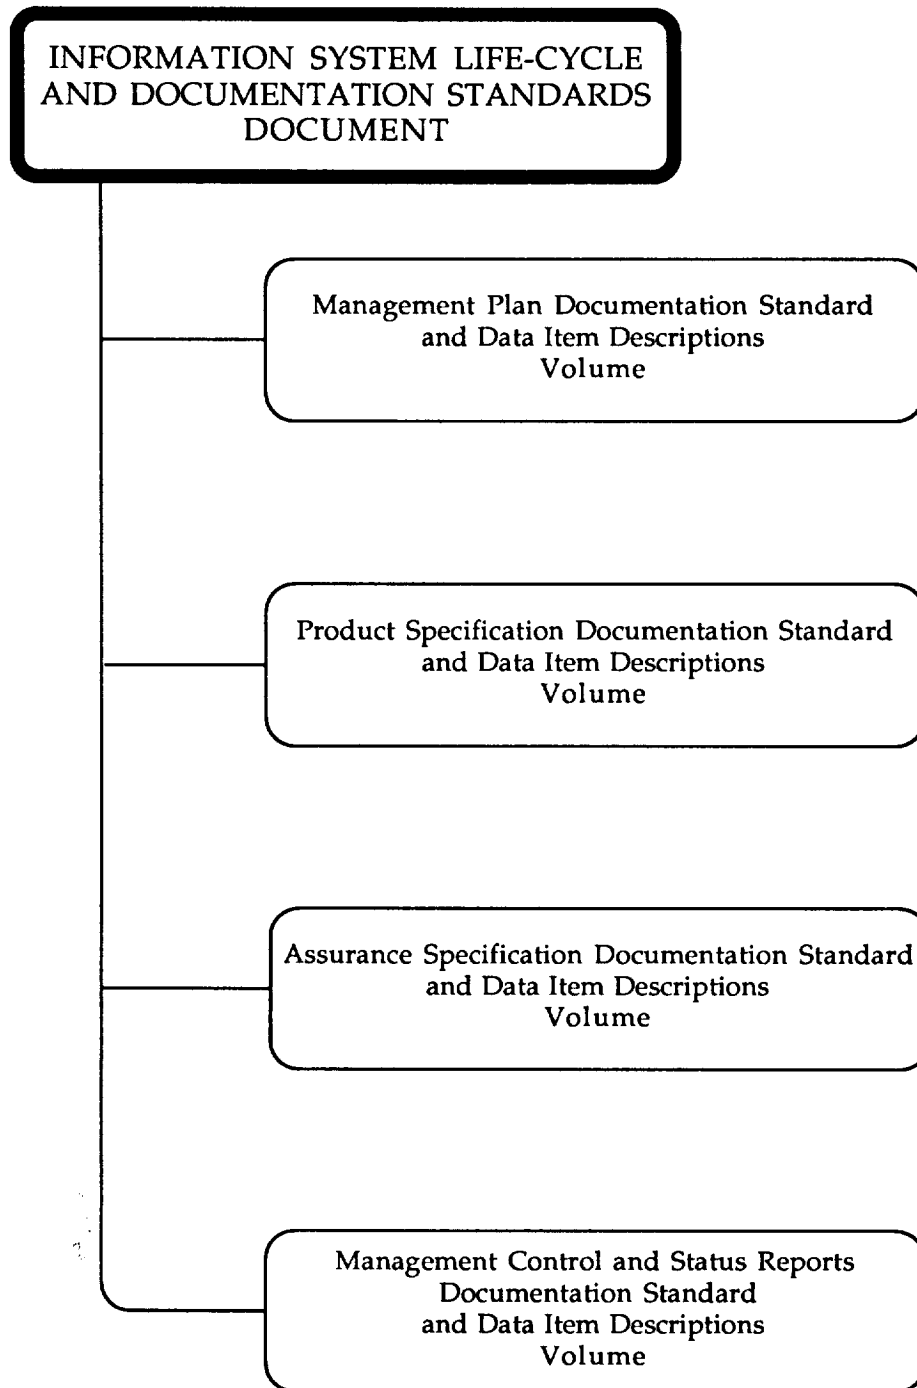 INFORMATION SYSTEM LIFE-CYCLE
AND DOCUMENTATION STANDARDS
DOCUMENT
Management Plan Documentation Standard
and Data Item Descriptions
Volume
Product Specification Documentation Standard
and Data Item Descriptions
Volume
Assurance Specification Documentation Standard
and Data Item Descriptions
Volume
Management Control and Status Reports
Documentation Standard
and Data Item Descriptions
Volume